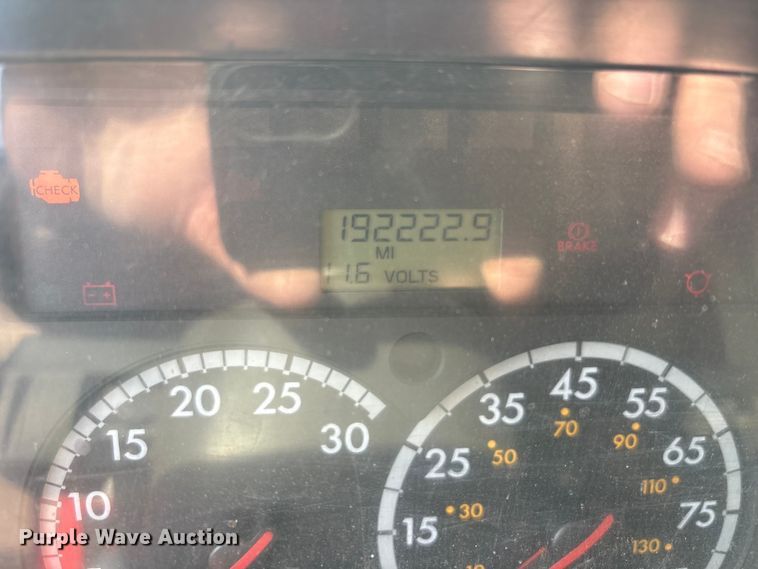 CHECK
192222.9
MI
11.6 VOLTS
BRAKE
10 15 20 25 30
15 25 35 45 55 65 75
30 50 70 90 110 130
Purple Wave Auction